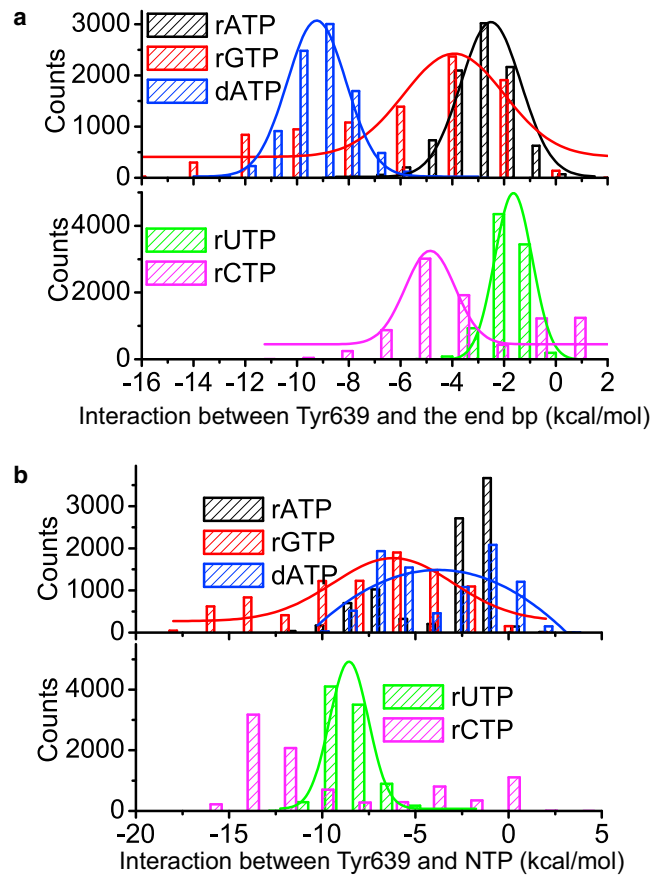 a
3000
2000
1000
0
Counts
rATP
rGTP
dATP
4000
2000
0
Counts
rUTP
rCTP
-16 -14 -12 -10 -8 -6 -4 -2 0 2
Interaction between Tyr639 and the end bp (kcal/mol)
b
3000
2000
1000
0
Counts
rATP
rGTP
dATP
4000
2000
0
Counts
rUTP
rCTP
-20 -15 -10 -5 0 5
Interaction between Tyr639 and NTP (kcal/mol)